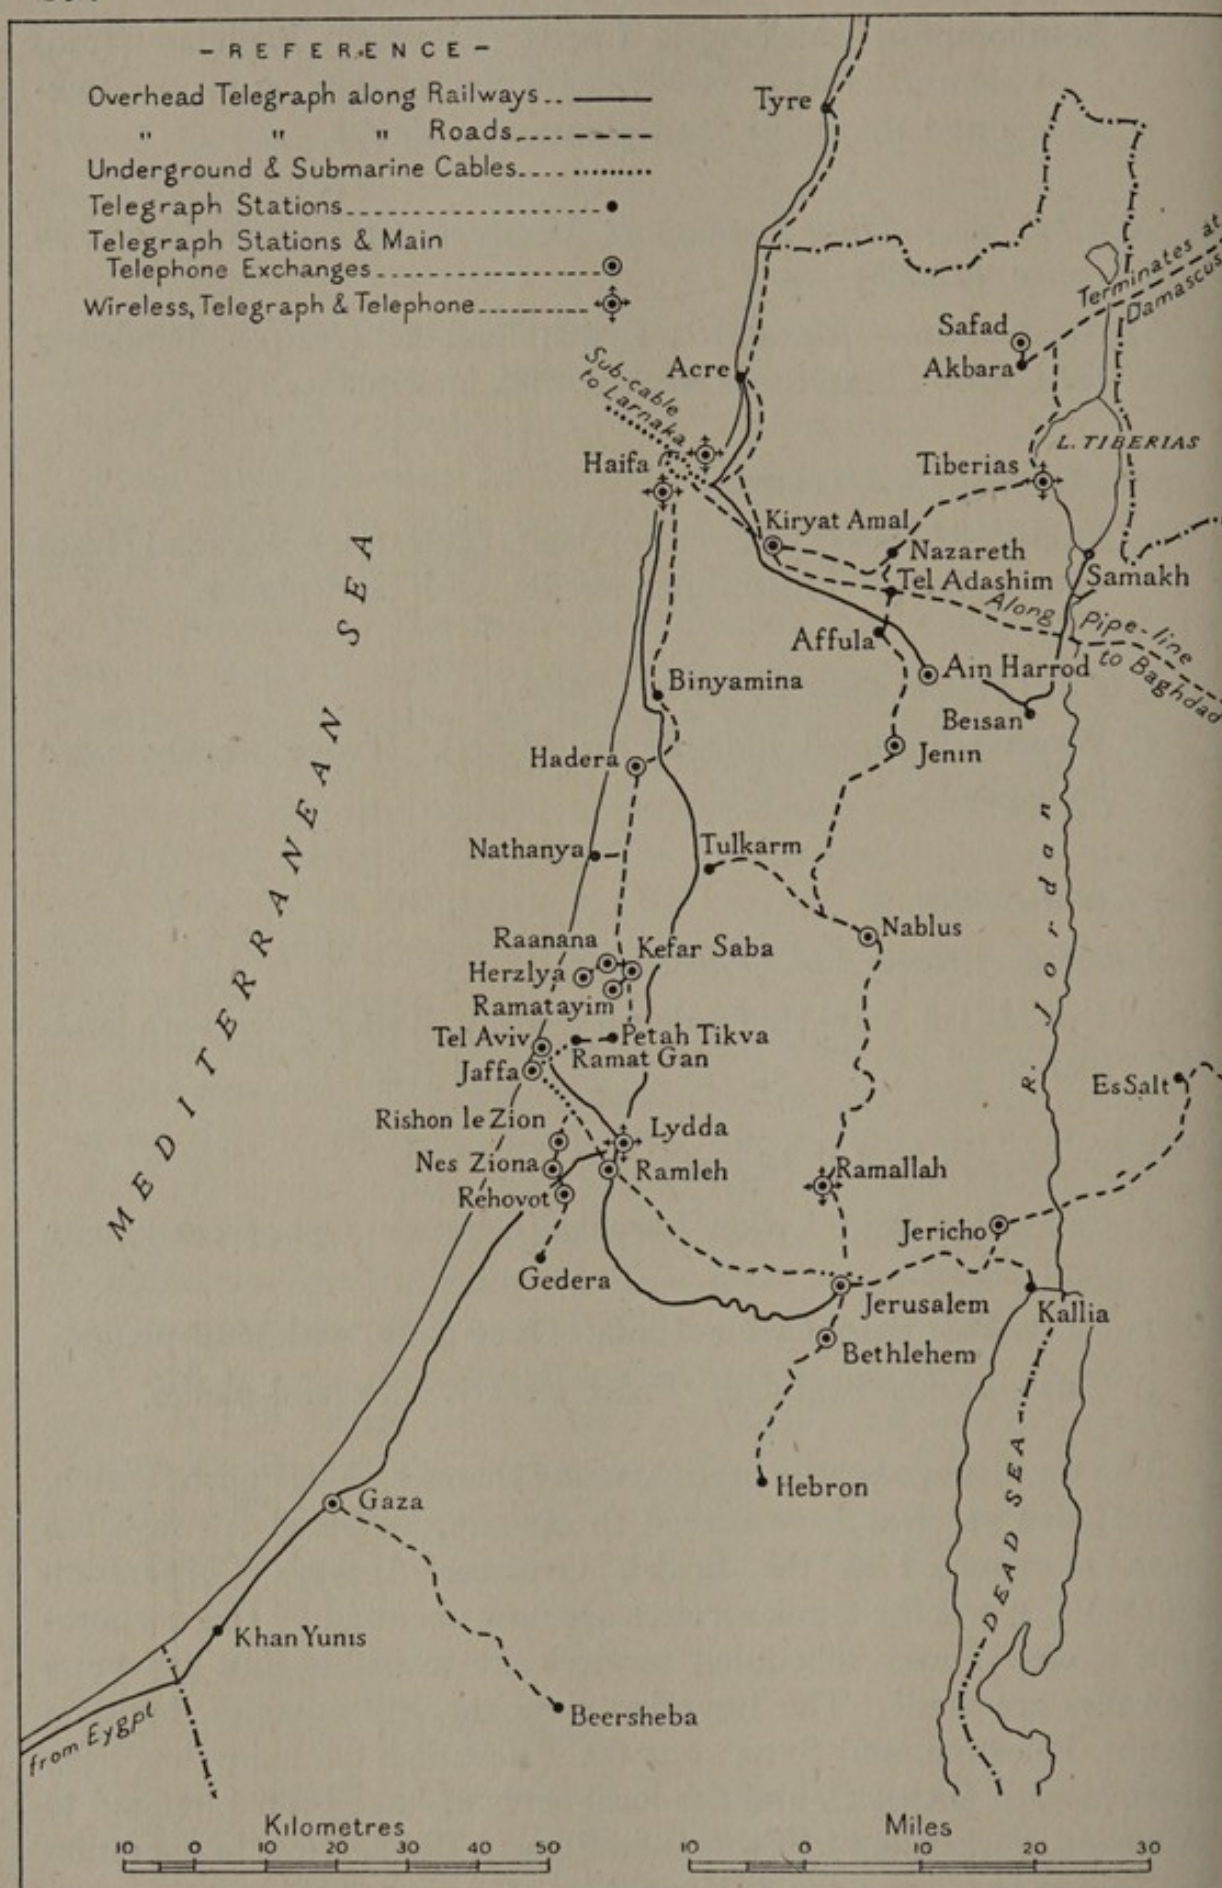 - REFERENCE -
Overhead Telegraph along Railways..
" " " Roads....
Underground & Submarine Cables....
Telegraph Stations
Telegraph Stations & Main
Telephone Exchanges
Wireless, Telegraph & Telephone
Tyre
Terminates at
Damascus
Safad
Akbara
Acre
Sub-cable
to Larnaka
L. TIBERIAS
Haifa
Tiberias
Kiryat Amal
Nazareth
Tel Adashim
Samakh
Along Pipe-line
to Baghdad
Affula
Ain Harrod
Binyamina
Beisan
Jenin
Hadera
MEDITERRANEAN SEA
Nathanya
Tulkarm
R. Jordan
Nablus
Raanana
Kefar Saba
Herzlya
Ramatayim
Tel Aviv
Petah Tikva
Ramat Gan
Jaffa
Es Salt
Rishon le Zion
Lydda
Nes Ziona
Ramleh
Ramallah
Rehovot
Jericho
Gedera
Jerusalem
Kallia
Bethlehem
DEAD SEA
Hebron
Gaza
Khan Yunis
Beersheba
from Eygpt
Kilometres
10 0 10 20 30 40 50
Miles
10 0 10 20 30